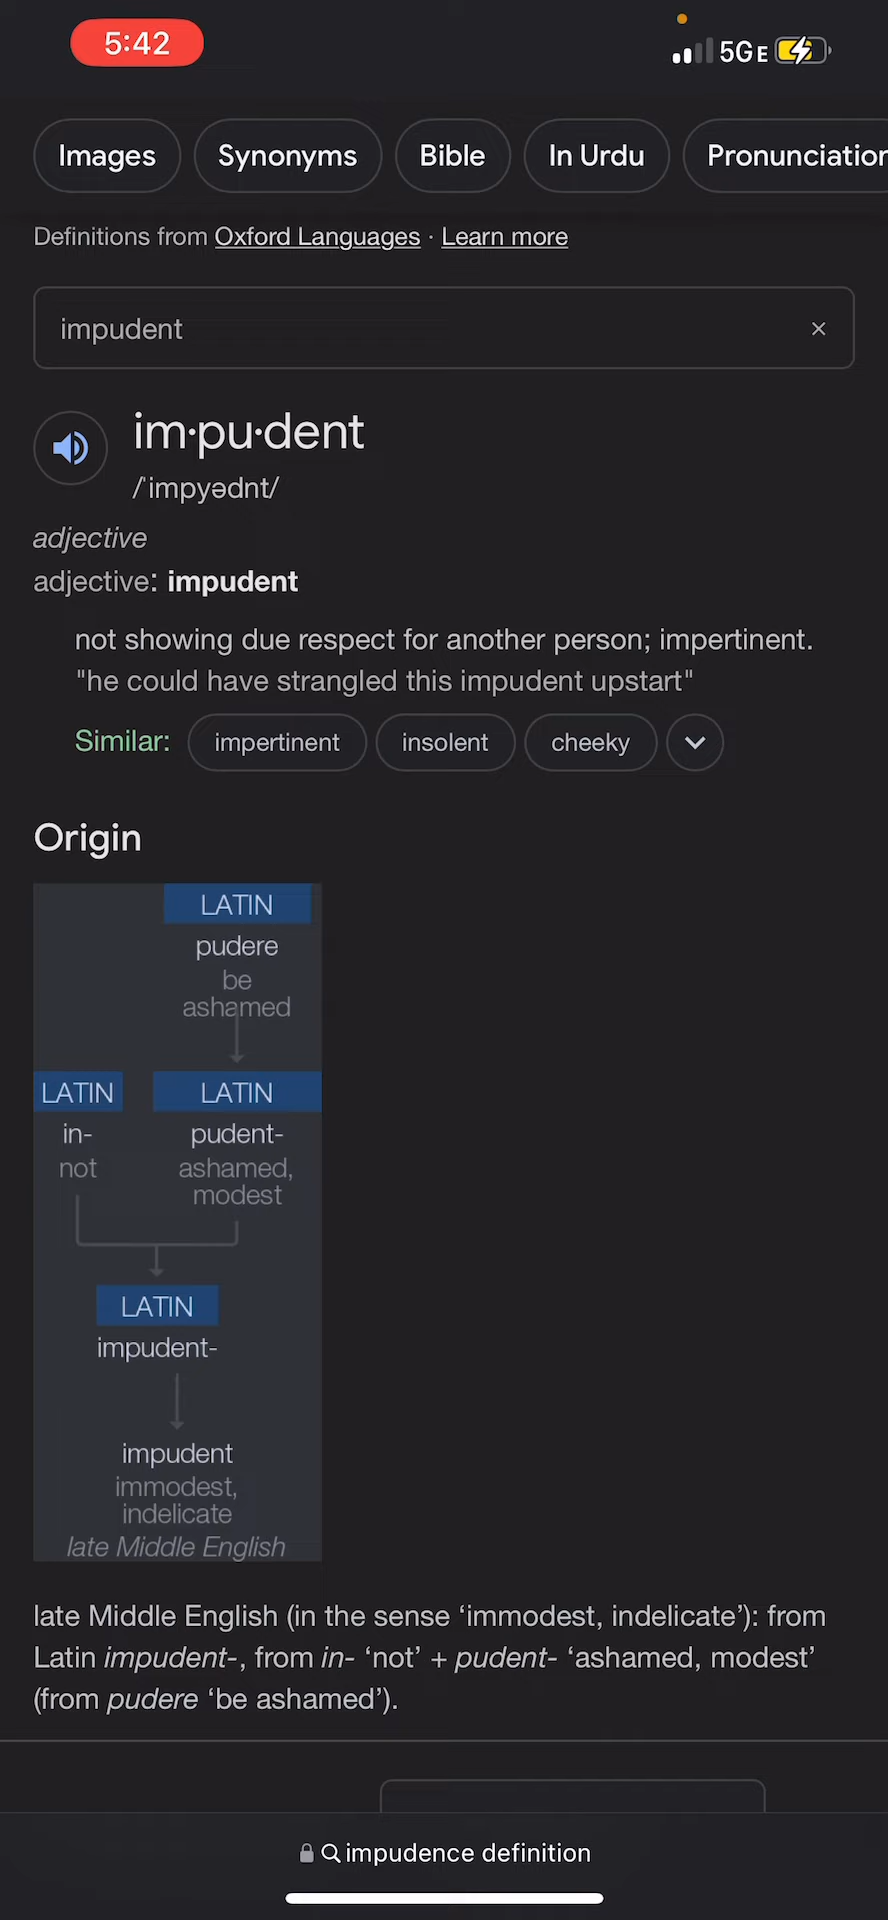 5:42
5GE
Images
Synonyms
Bible
In Urdu
Pronunciation
Definitions from Oxford Languages · Learn more
impudent
×
im·pu·dent
/ˈimpyədnt/
adjective
adjective: impudent
not showing due respect for another person; impertinent.
"he could have strangled this impudent upstart"
Similar:
impertinent
insolent
cheeky
Origin
LATIN
pudere
be
ashamed
LATIN
in-
not
LATIN
pudent-
ashamed,
modest
LATIN
impudent-
impudent
immodest,
indelicate
late Middle English
late Middle English (in the sense ‘immodest, indelicate’): from
Latin impudent-, from in- ‘not’ + pudent- ‘ashamed, modest’
(from pudere ‘be ashamed’).
impudence definition